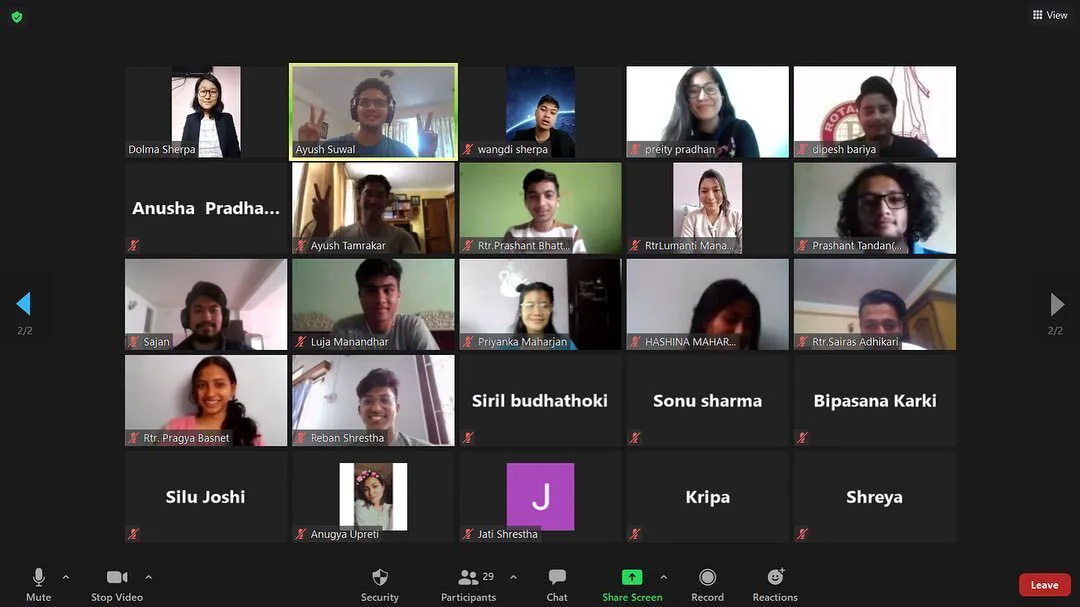 View
Dolma Sherpa
Ayush Suwal
wangdi sherpa
preity pradhan
dipesh bariya
ROTA
Anusha Pradha...
Ayush Tamrakar
Rtr.Prashant Bhatt...
RtrLumanti Mana...
Prashant Tandan(...
2/2
2/2
Sajan
Luja Manandhar
Priyanka Maharjan
HASHINA MAHAR...
Rtr.Sairas Adhikari
Rtr. Pragya Basnet
Reban Shrestha
Siril budhathoki
Sonu sharma
Bipasana Karki
Silu Joshi
Anugya Upreti
J
Jati Shrestha
Kripa
Shreya
Mute
Stop Video
Security
29
Participants
Chat
Share Screen
Record
Reactions
Leave